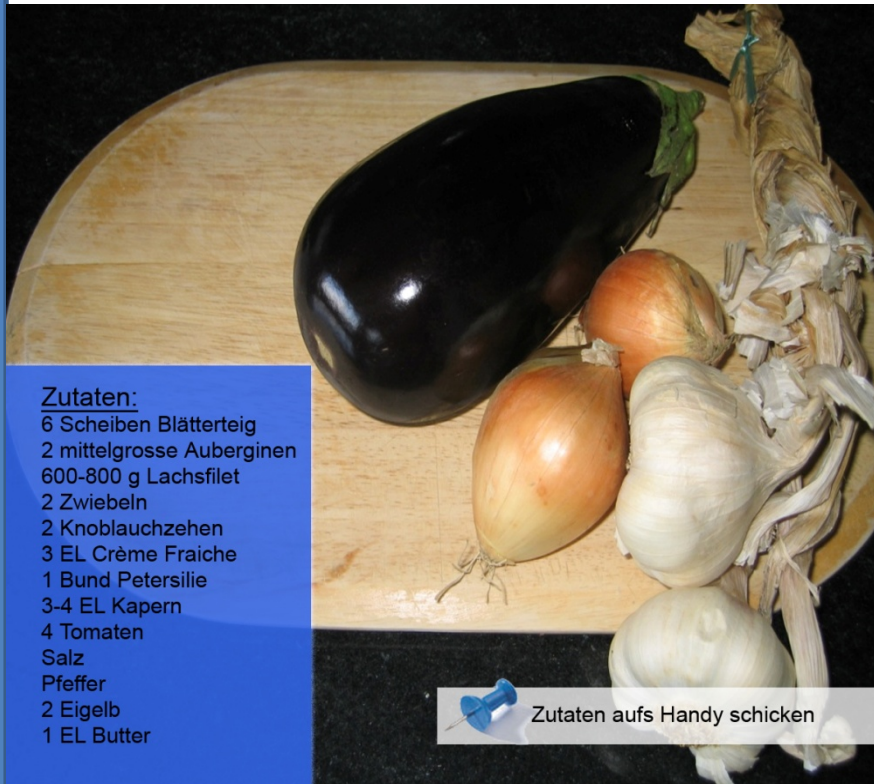 Zutaten:
6 Scheiben Blätterteig
2 mittelgrosse Auberginen
600-800 g Lachsfilet
2 Zwiebeln
2 Knoblauchzehen
3 EL Crème Fraiche
1 Bund Petersilie
3-4 EL Kapern
4 Tomaten
Salz
Pfeffer
2 Eigelb
1 EL Butter
Zutaten aufs Handy schicken